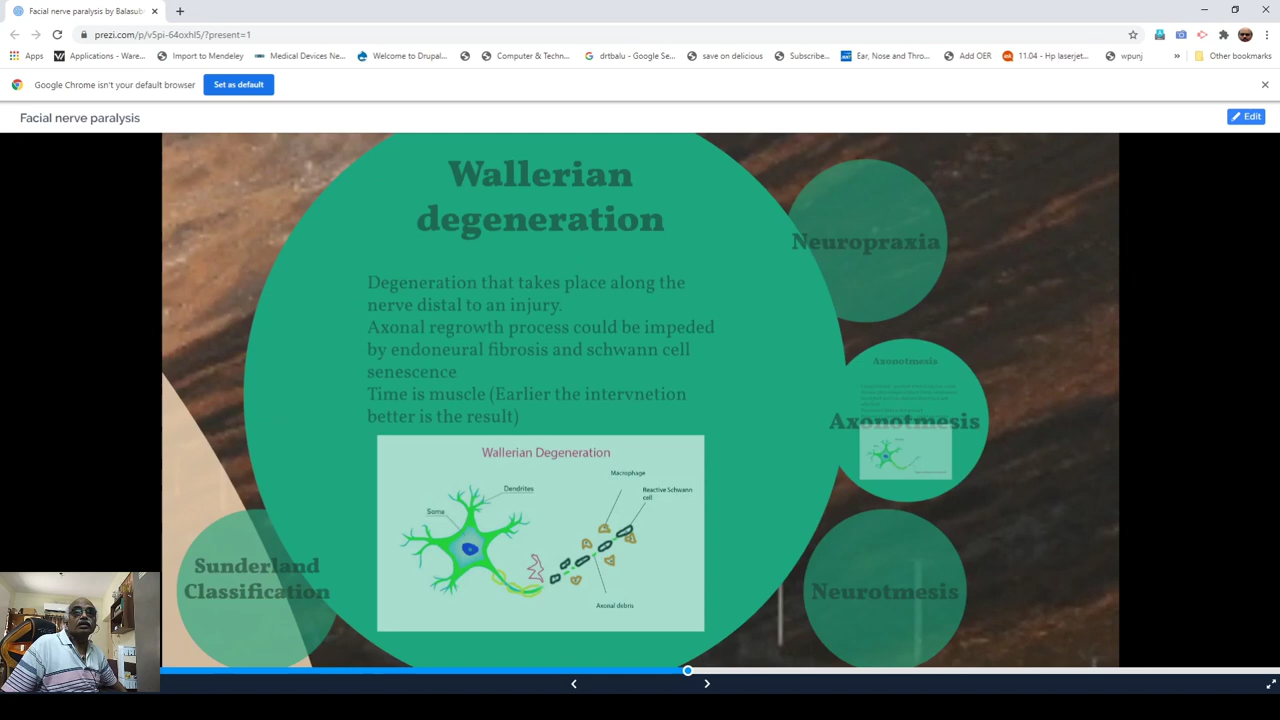 Facial nerve paralysis by Balasub
prezi.com/p/v5pi-64oxhl5/?present=1
Apps
Applications - Ware...
Import to Mendeley
Medical Devices Ne...
Welcome to Drupal...
Computer & Techn...
drtbalu - Google Se...
save on delicious
Subscribe...
Ear, Nose and Thro...
Add OER
11.04 - Hp laserjet...
wpunj
»
Other bookmarks
Google Chrome isn't your default browser
Set as default
Facial nerve paralysis
Edit
Wallerian
degeneration
Degeneration that takes place along the
nerve distal to an injury.
Axonal regrowth process could be impeded
by endoneural fibrosis and schwann cell
senescence
Time is muscle (Earlier the intervnetion
better is the result)
Wallerian Degeneration
Macrophage
Dendrites
Reactive Schwann
cell
Some
Axonal debris
Neuropraxia
Axonotmesis
Axonotmesis
Neurotmesis
Sunderland
Classification